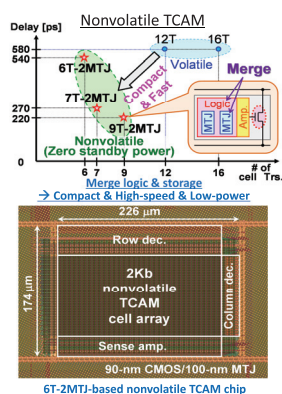 Nonvolatile TCAM
Delay [ps]
12T
16T
580
540
6T-2MTJ
Compact
& Fast
Volatile
Merge
Logic
MTJ
MTJ
Amp.
7T-2MTJ
270
220
9T-2MTJ
Nonvolatile
(Zero standby power)
0
6
7
9
12
16
# of
cell Trs.
Merge logic & storage
→ Compact & High-speed & Low-power
226 µm
174µm
Row dec.
2Kb
nonvolatile
TCAM
cell array
Column dec.
Sense amp.
90-nm CMOS/100-nm MTJ
6T-2MTJ-based nonvolatile TCAM chip